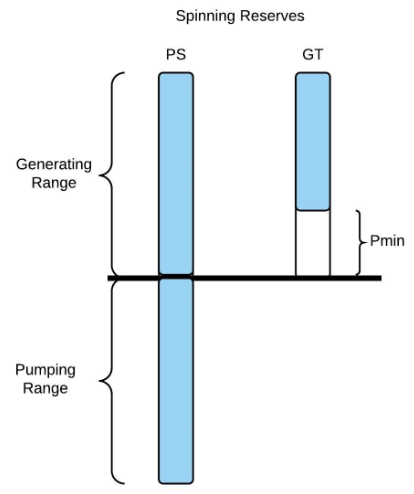 Spinning Reserves
PS
GT
Generating
Range
Pmin
Pumping
Range